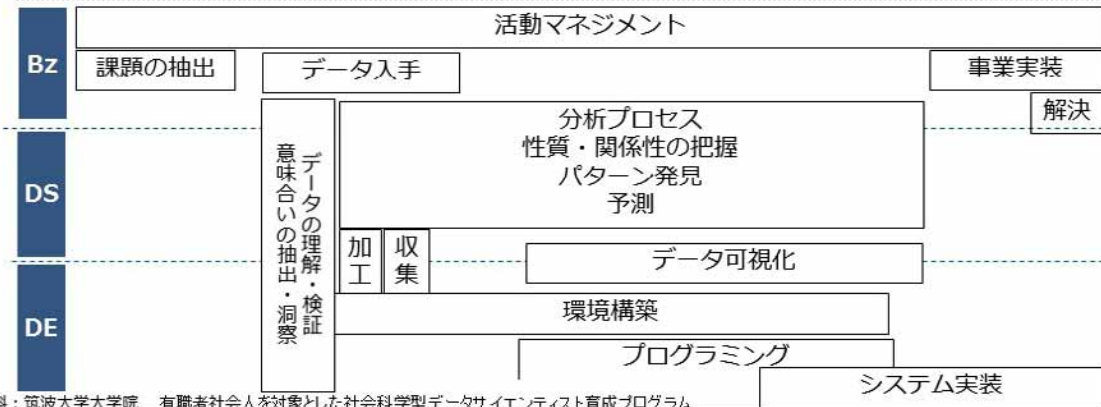 活動マネジメント
Bz
課題の抽出
データ入手
事業実装
解決
分析プロセス
性質・関係性の把握
パターン発見
予測
DS
データの理解・検証
意味合いの抽出・洞察
加工
収集
データ可視化
DE
環境構築
プログラミング
システム実装
料：筑波大学大学院 有職者社会人を対象とした社会科学型データサイエンティスト育成プログラム